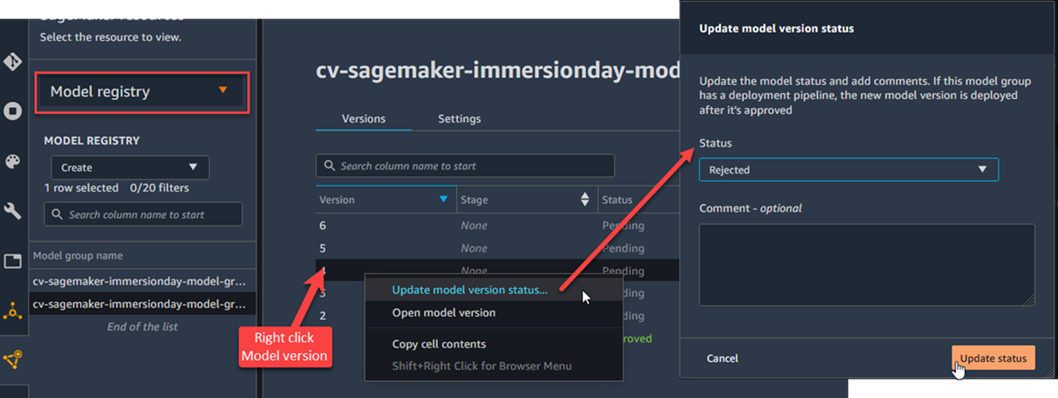 SageMaker resources
Select the resource to view.
Model registry
MODEL REGISTRY
Create
1 row selected 0/20 filters
Search column name to start
Model group name
cv-sagemaker-immersionday-model-gr...
cv-sagemaker-immersionday-model-gr...
End of the list
cv-sagemaker-immersionday-mod
Versions Settings
Search column name to start
Version Stage Status
6 None Pending
5 None Pending
4 None Pending
3
2
Update model version status...
Open model version
Copy cell contents
Shift+Right Click for Browser Menu
Right click
Model version
Update model version status
Update the model status and add comments. If this model group
has a deployment pipeline, the new model version is deployed
after it's approved
Status
Rejected
Comment - optional
Cancel Update status